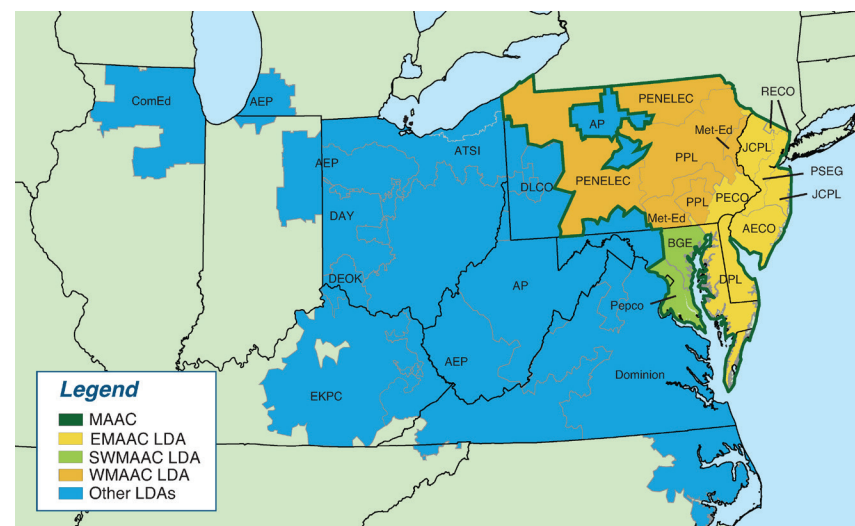 RECO
ComEd
AEP
PENELEC
AP
Met-Ed
JCPL
ATSI
AEP
PPL
PSEG
DLCO
PENELEC
PECO
JCPL
PPL
DAY
Met-Ed
AECO
BGE
DEOK
AP
DPL
Pepco
AEP
Dominion
EKPC
Legend
MAAC
EMAAC LDA
SWMAAC LDA
WMAAC LDA
Other LDAs